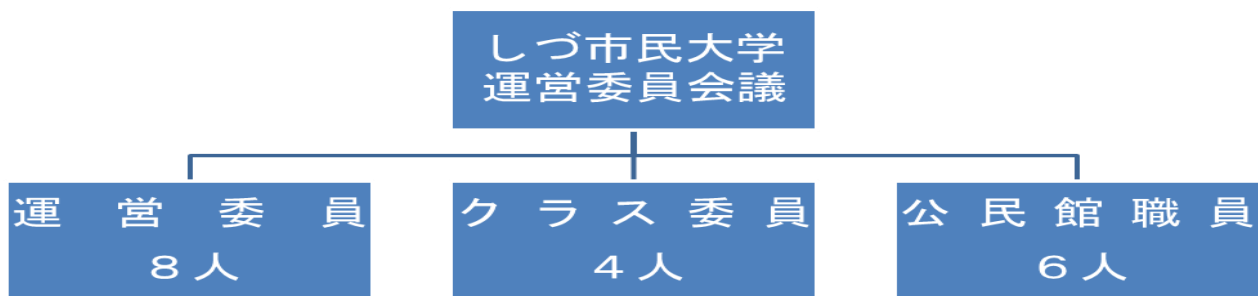 しづ市民大学
運営委員会議
運営委員
8人
クラス委員
4人
公民館職員
6人